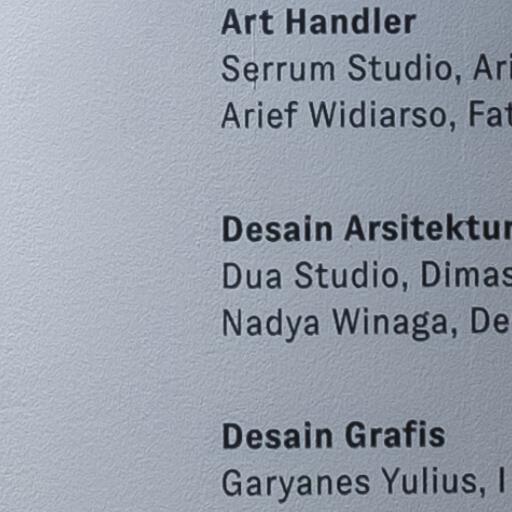 Art Handler
Serrum Studio, Ari
Arief Widiarso, Fat
Desain Arsitektur
Dua Studio, Dimas
Nadya Winaga, De
Desain Grafis
Garyanes Yulius, I